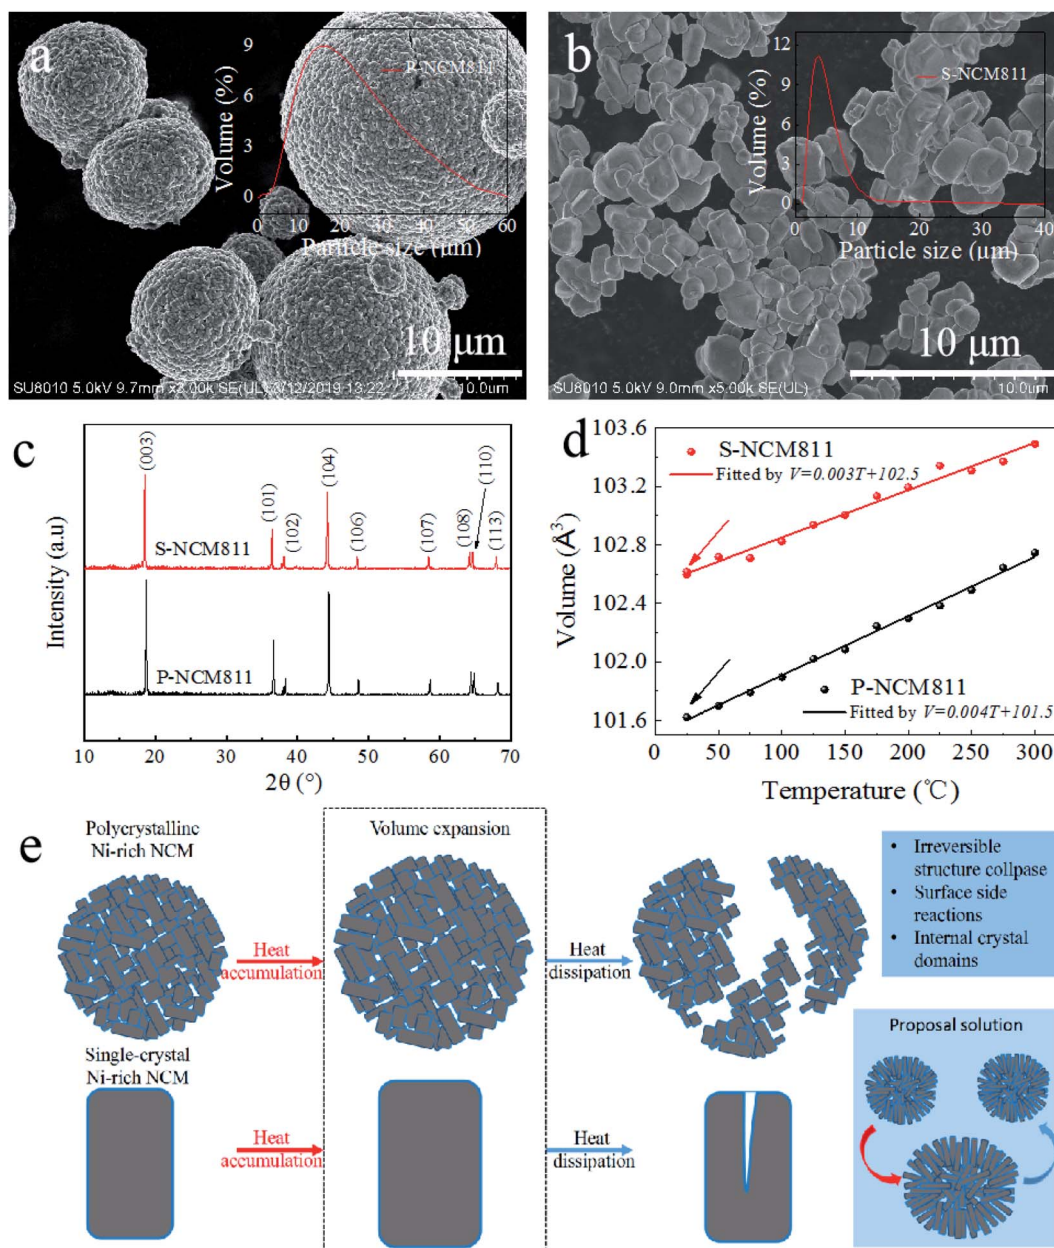 a
9
6
3
0
Volume (%)
P-NCM811
0
10
20
30
40
50
60
Particle size (μm)
10 μm
SU8010 5.0kV 9.7mm x2.00k SE(UL)
12/2019 13:22
10.0um
b
12
9
6
3
0
Volume (%)
S-NCM811
0
10
20
30
40
Particle size (μm)
10 μm
SU8010 5.0kV 9.0mm x5.00k SE(UL)
10.0um
c
Intensity (a.u)
(003)
(101)
(102)
(104)
(106)
(107)
(108)
(110)
(113)
S-NCM811
P-NCM811
10
20
30
40
50
60
70
2θ (°)
d
103.6
103.2
102.8
102.4
102.0
101.6
Volume (Å³)
S-NCM811
Fitted by V=0.003T+102.5
P-NCM811
Fitted by V=0.004T+101.5
0
50
100
150
200
250
300
Temperature (℃)
e
Polycrystalline
Ni-rich NCM
Volume expansion
Heat
accumulation
Heat
dissipation
• Irreversible
structure collpase
• Surface side
reactions
• Internal crystal
domains
Single-crystal
Ni-rich NCM
Heat
accumulation
Heat
dissipation
Proposal solution